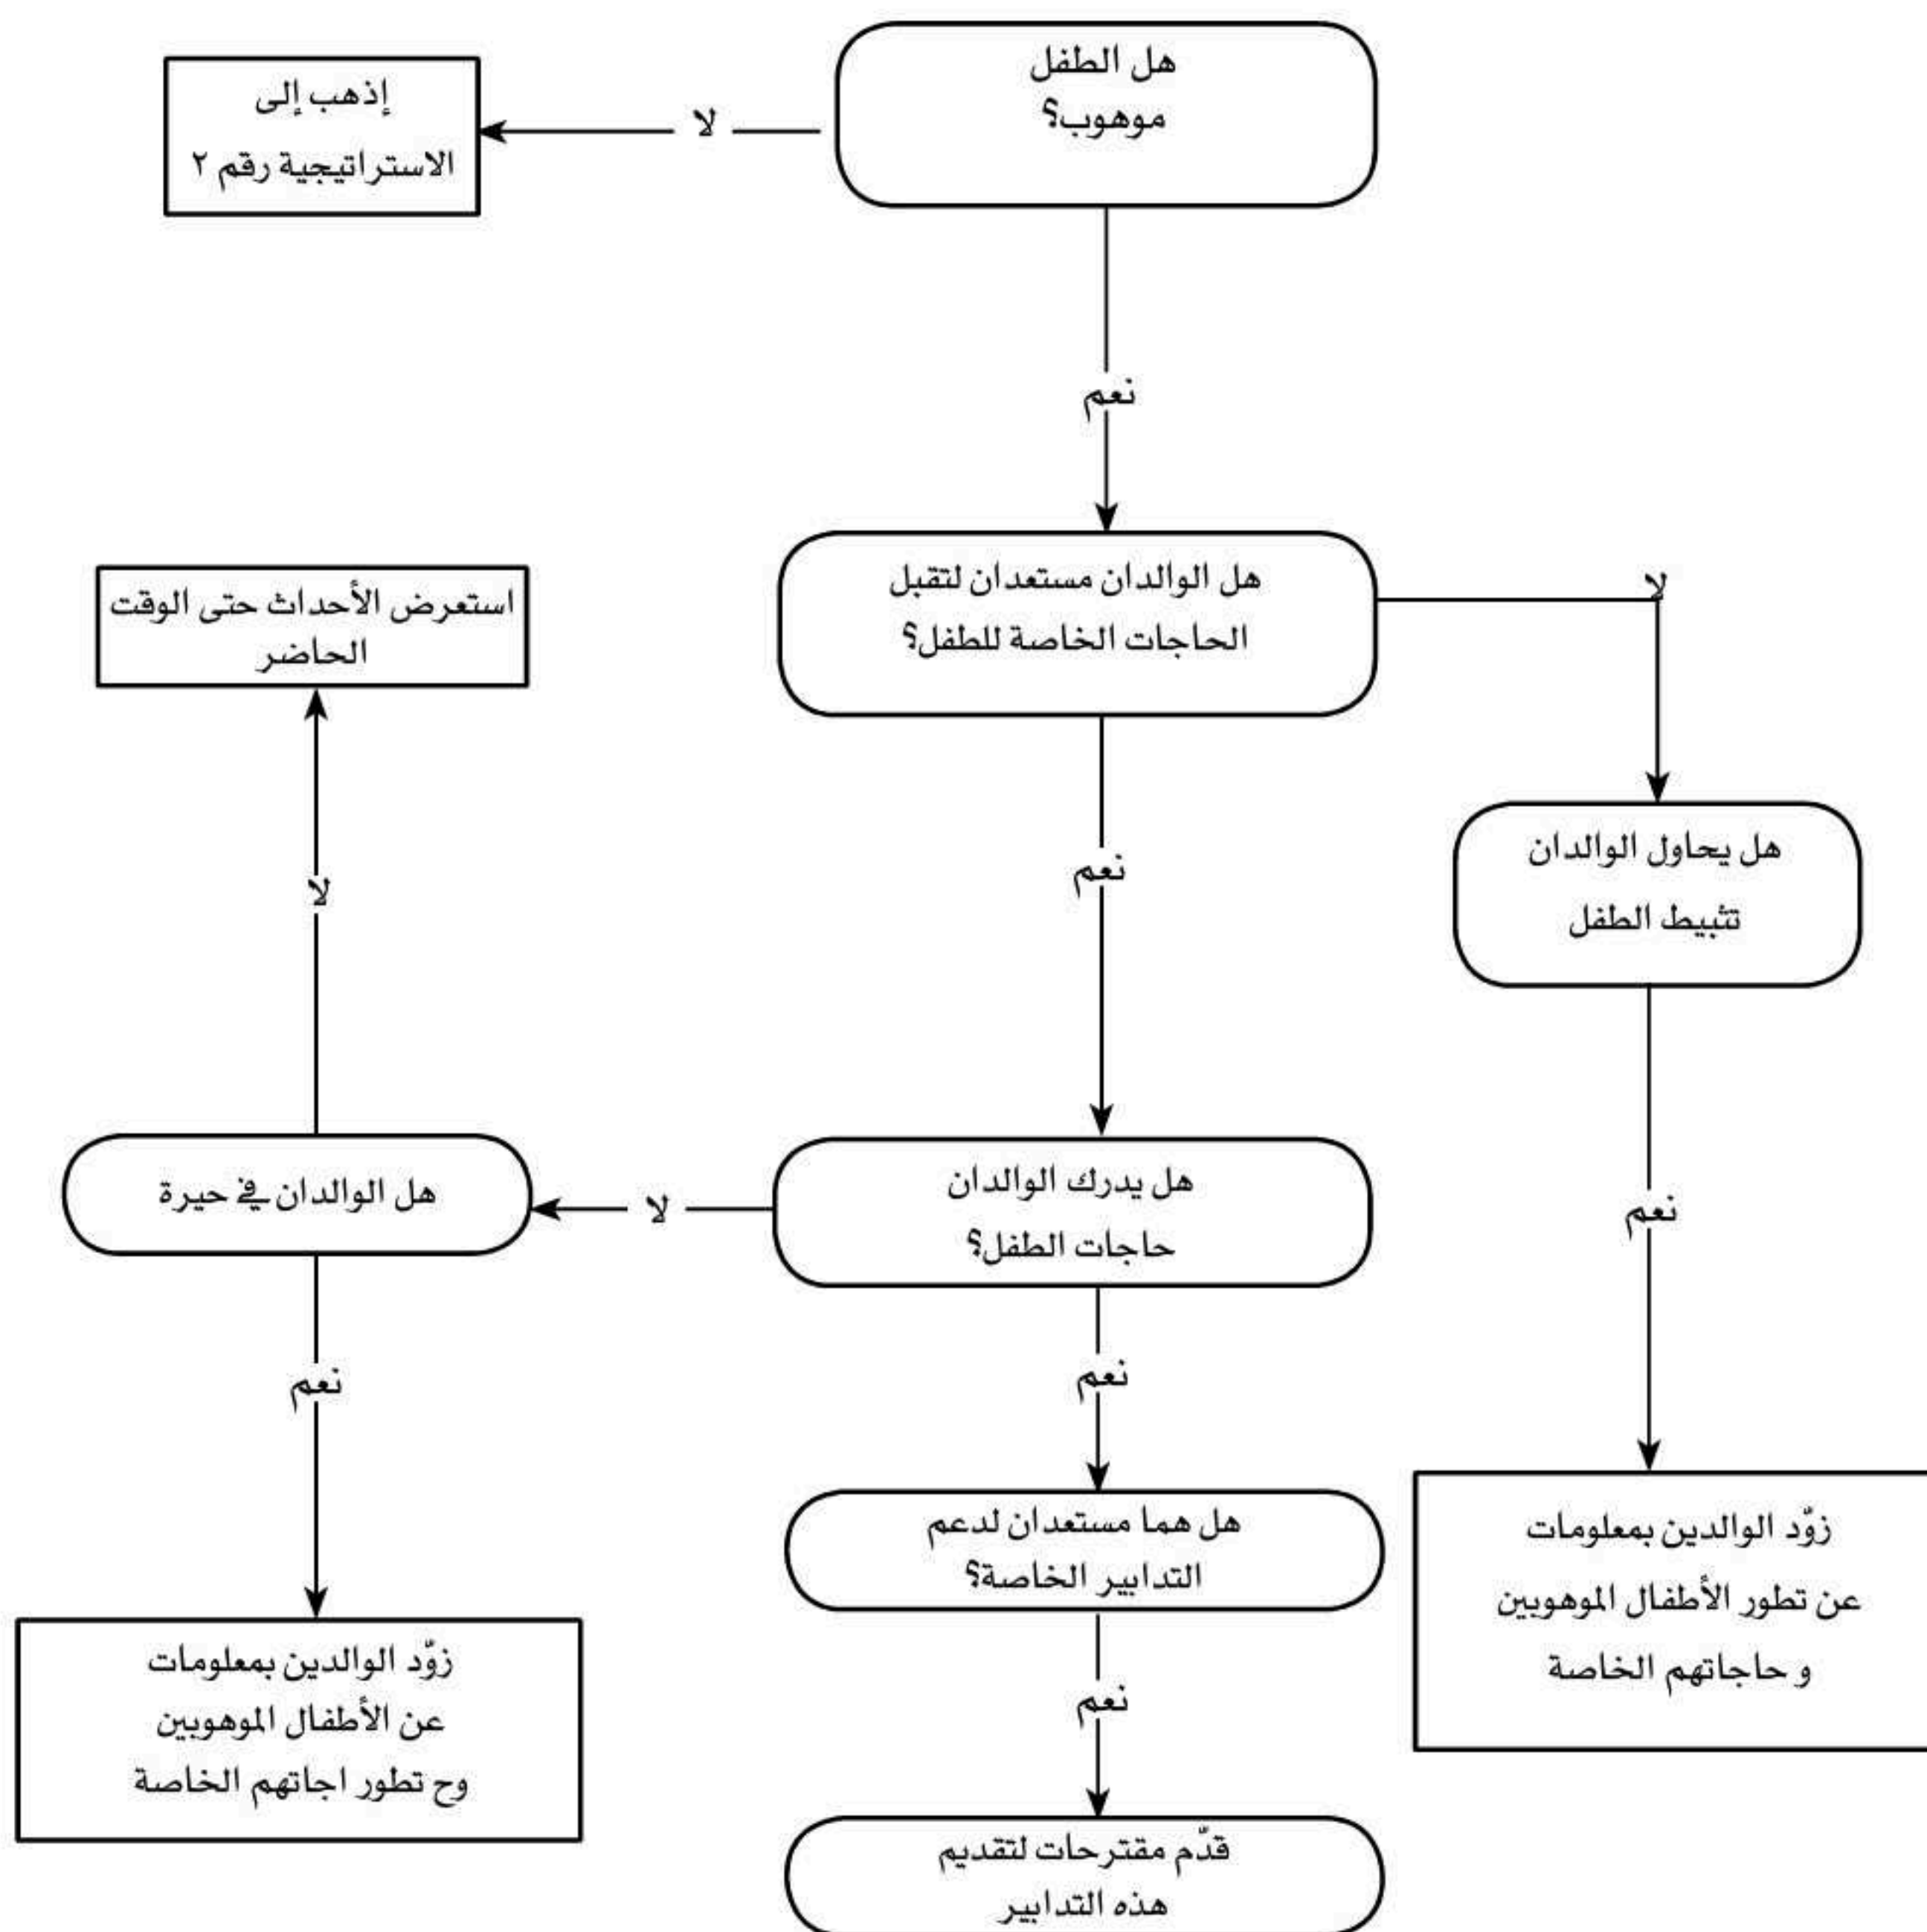 هل الطفل
موهوب؟
لا
إذهب إلى
الاستراتيجية رقم ٢
نعم
هل الوالدان مستعدان لتقبل
الحاجات الخاصة للطفل؟
لا
هل يحاول الوالدان
تثبيط الطفل
نعم
زوّد الوالدين بمعلومات
عن تطور الأطفال الموهوبين
و حاجاتهم الخاصة
نعم
هل يدرك الوالدان
حاجات الطفل؟
لا
هل الوالدان في حيرة
لا
استعرض الأحداث حتى الوقت
الحاضر
نعم
زوّد الوالدين بمعلومات
عن الأطفال الموهوبين
وح تطور اجاتهم الخاصة
نعم
هل هما مستعدان لدعم
التدابير الخاصة؟
نعم
قدّم مقترحات لتقديم
هذه التدابير